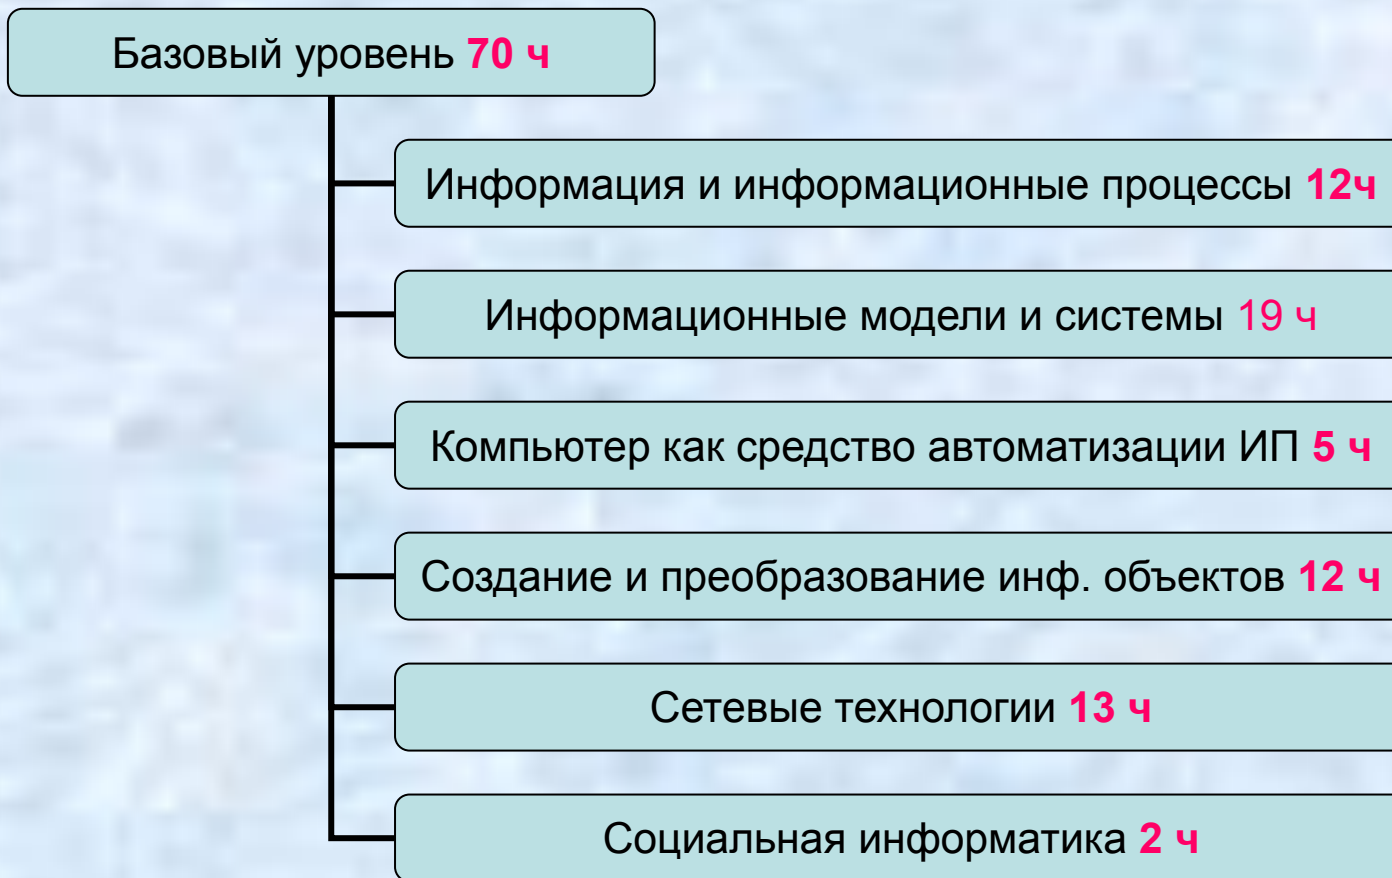 Базовый уровень 70 ч
Информация и информационные процессы 12ч
Информационные модели и системы 19 ч
Компьютер как средство автоматизации ИП 5 ч
Создание и преобразование инф. объектов 12 ч
Сетевые технологии 13 ч
Социальная информатика 2 ч